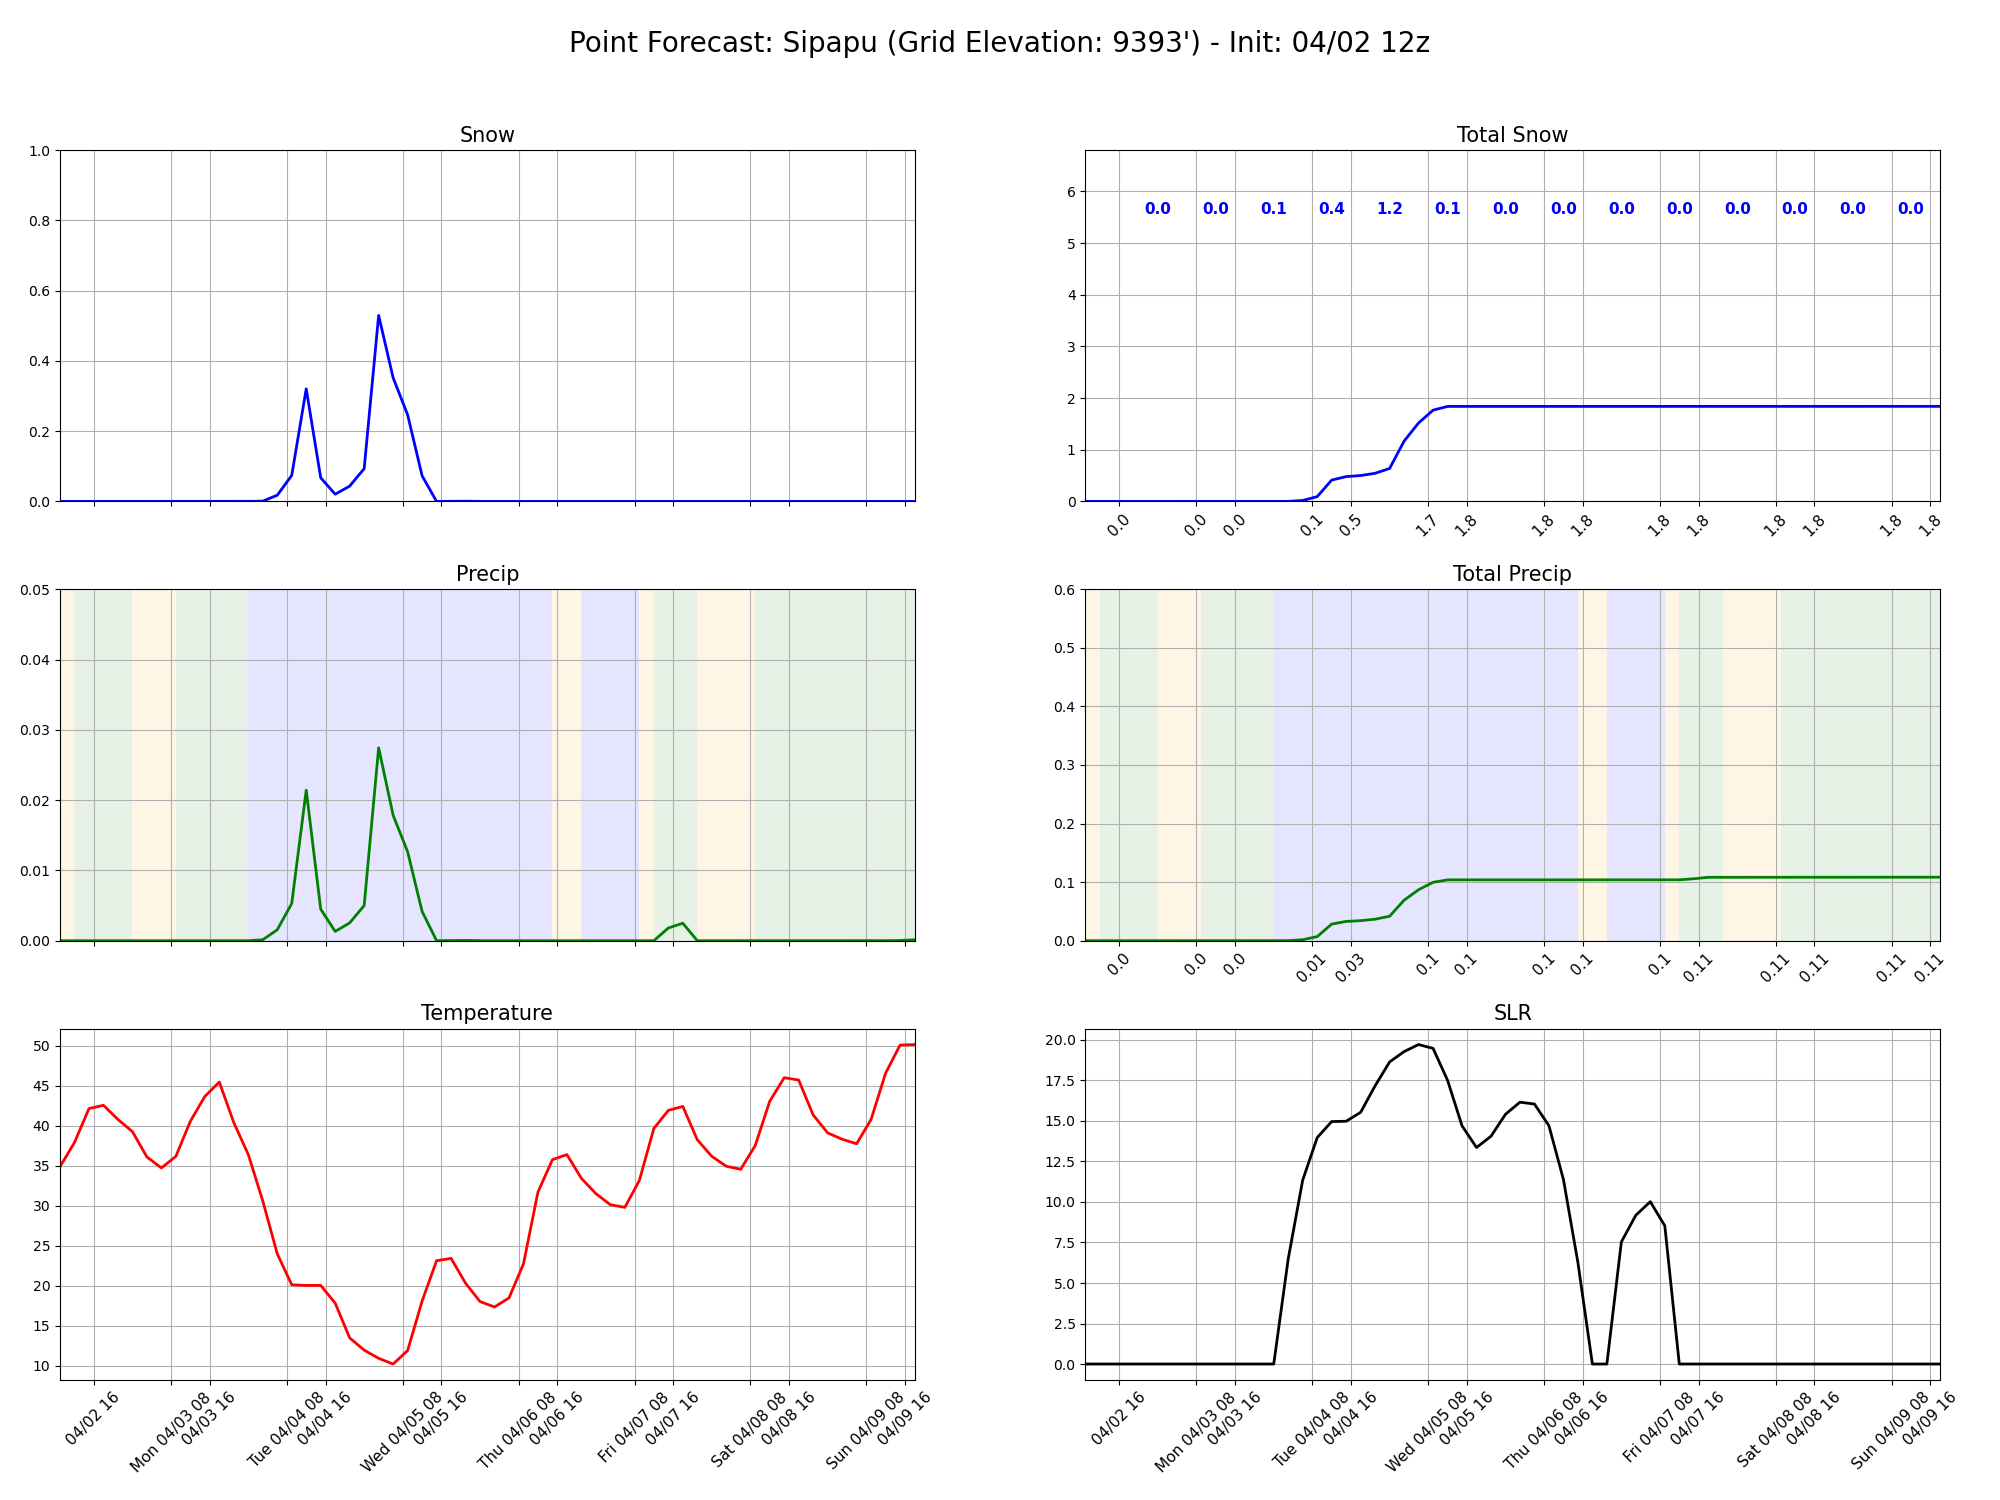 Point Forecast: Sipapu (Grid Elevation: 9393') - Init: 04/02 12z
Snow
1.0
0.8
0.6
0.4
0.2
0.0
Total Snow
6
5
4
3
2
1
0
0.0 0.0 0.1 0.4 1.2 0.1 0.0 0.0 0.0 0.0 0.0 0.0 0.0 0.0
0.0 0.0 0.0 0.1 0.5 1.7 1.8 1.8 1.8 1.8 1.8 1.8 1.8 1.8 1.8
Precip
0.05
0.04
0.03
0.02
0.01
0.00
Total Precip
0.6
0.5
0.4
0.3
0.2
0.1
0.0
0.0 0.0 0.0 0.01 0.03 0.1 0.1 0.1 0.1 0.1 0.11 0.11 0.11 0.11 0.11
Temperature
50
45
40
35
30
25
20
15
10
04/02 16
Mon 04/03 08
04/03 16
Tue 04/04 08
04/04 16
Wed 04/05 08
04/05 16
Thu 04/06 08
04/06 16
Fri 04/07 08
04/07 16
Sat 04/08 08
04/08 16
Sun 04/09 08
04/09 16
SLR
20.0
17.5
15.0
12.5
10.0
7.5
5.0
2.5
0.0
04/02 16
Mon 04/03 08
04/03 16
Tue 04/04 08
04/04 16
Wed 04/05 08
04/05 16
Thu 04/06 08
04/06 16
Fri 04/07 08
04/07 16
Sat 04/08 08
04/08 16
Sun 04/09 08
04/09 16